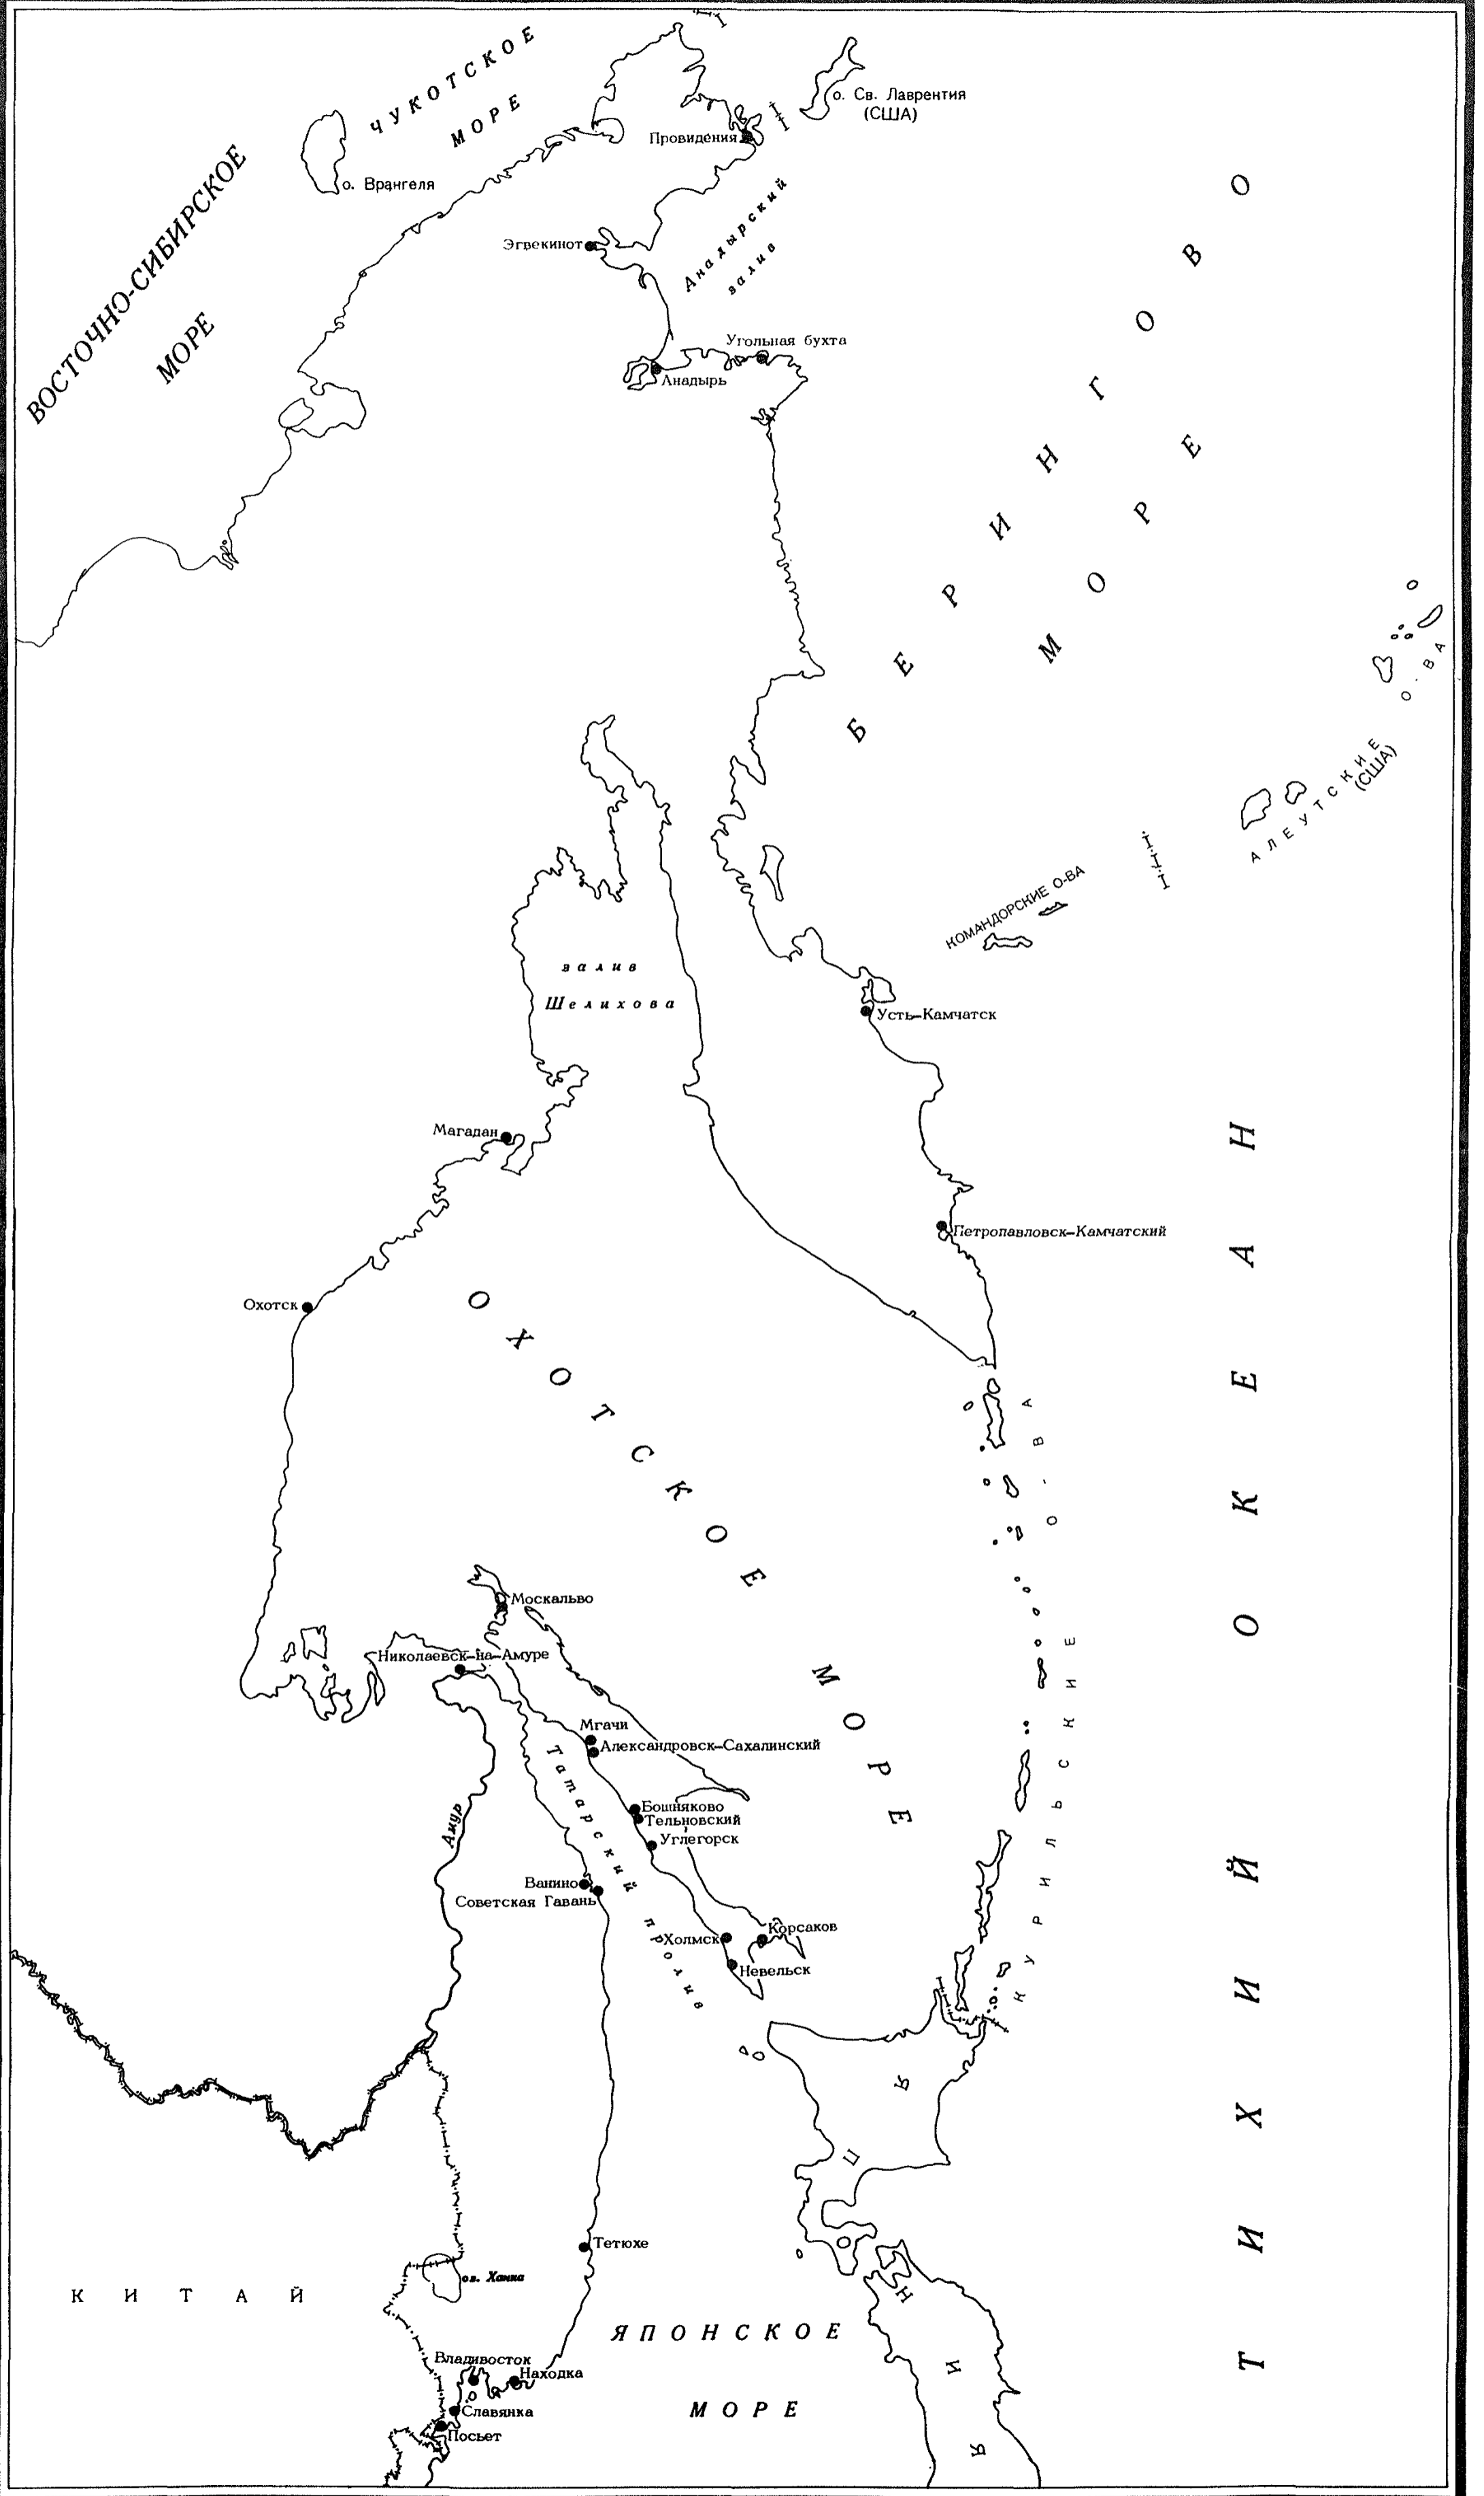 ЧУКОТСКОЕ
МОРЕ
о. Св. Лаврентия
(США)
Провидения
ВОСТОЧНО-СИБИРСКОЕ
МОРЕ
о. Врангеля
Эгвекинот
Анадырский
залив
Угольная бухта
Анадырь
БЕРИНГОВО
МОРЕ
АЛЕУТСКИЕ О-ВА
(США)
КОМАНДОРСКИЕ О-ВА
залив
Шелихова
Усть-Камчатск
Магадан
Петропавловск-Камчатский
Охотск
ОХОТСКОЕ МОРЕ
КУРИЛЬСКИЕ О-ВА
ТИХИЙ ОКЕАН
Москальво
Николаевск-на-Амуре
Мгачи
Александровск-Сахалинский
Татарский пролив
Бошняково
Тельновский
Углегорск
Амур
Ванино
Советская Гавань
Корсаков
Холмск
Невельск
ЯПОНИЯ
Тетюхе
оз. Ханка
КИТАЙ
ЯПОНСКОЕ
МОРЕ
Владивосток
Находка
Славянка
Посьет